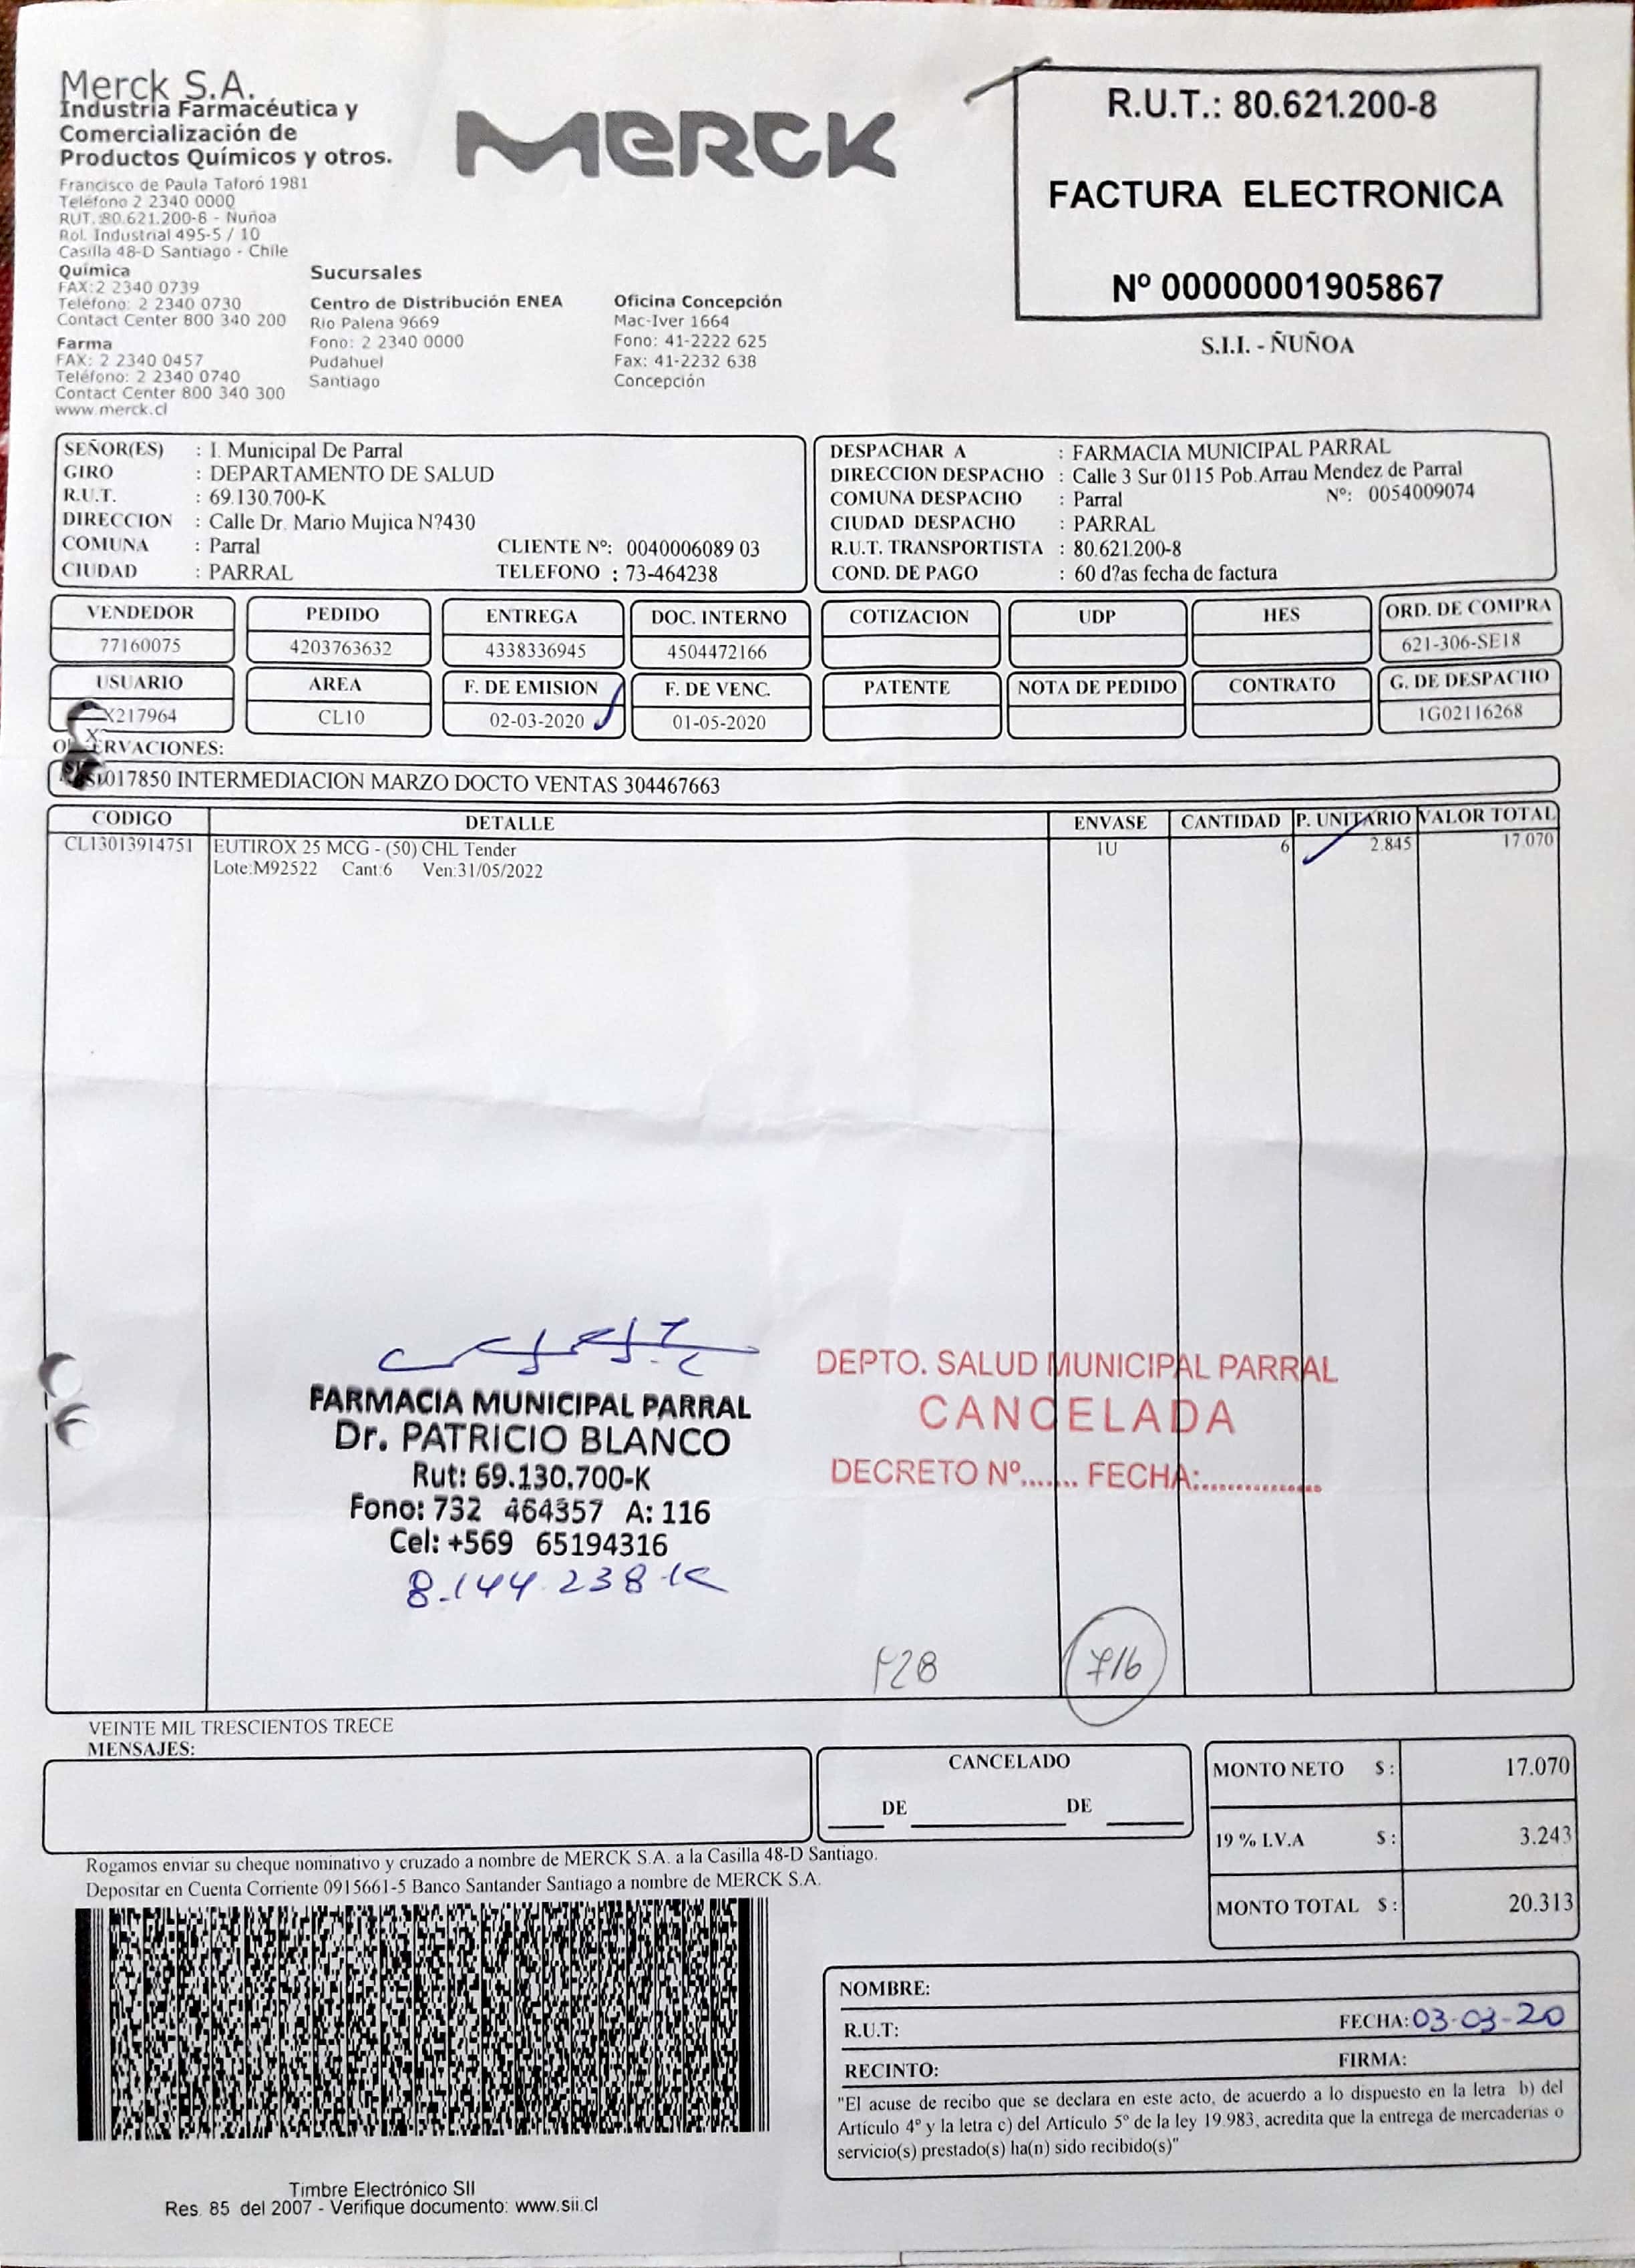 Merck S.A.
Industria Farmacéutica y
Comercialización de
Productos Químicos y otros.
Francisco de Paula Taforó 1981
Teléfono 2 2340 0000
RUT.:80.621.200-8 - Ñuñoa
Rol. Industrial 495-5 / 10
Casilla 48-D Santiago - Chile
Química
FAX:2 2340 0739
Teléfono: 2 2340 0730
Contact Center 800 340 200
Farma
FAX: 2 2340 0457
Teléfono: 2 2340 0740
Contact Center 800 340 300
www.merck.cl
Sucursales
Centro de Distribución ENEA
Rio Palena 9669
Fono: 2 2340 0000
Pudahuel
Santiago
Oficina Concepción
Mac-Iver 1664
Fono: 41-2222 625
Fax: 41-2232 638
Concepción
MERCK
R.U.T.: 80.621.200-8
FACTURA ELECTRONICA
Nº 00000001905867
S.I.I. - ÑUÑOA
SEÑOR(ES) : I. Municipal De Parral
GIRO : DEPARTAMENTO DE SALUD
R.U.T. : 69.130.700-K
DIRECCION : Calle Dr. Mario Mujica N?430
COMUNA : Parral CLIENTE Nº: 0040006089 03
CIUDAD : PARRAL TELEFONO : 73-464238
DESPACHAR A : FARMACIA MUNICIPAL PARRAL
DIRECCION DESPACHO : Calle 3 Sur 0115 Pob.Arrau Mendez de Parral
COMUNA DESPACHO : Parral Nº: 0054009074
CIUDAD DESPACHO : PARRAL
R.U.T. TRANSPORTISTA : 80.621.200-8
COND. DE PAGO : 60 d?as fecha de factura
VENDEDOR PEDIDO ENTREGA DOC. INTERNO COTIZACION UDP HES ORD. DE COMPRA
77160075 4203763632 4338336945 4504472166 621-306-SE18
USUARIO AREA F. DE EMISION F. DE VENC. PATENTE NOTA DE PEDIDO CONTRATO G. DE DESPACHO
X217964 CL10 02-03-2020 01-05-2020 1G02116268
X
ERVACIONES:
017850 INTERMEDIACION MARZO DOCTO VENTAS 304467663
CODIGO DETALLE ENVASE CANTIDAD P. UNITARIO VALOR TOTAL
CL13013914751 EUTIROX 25 MCG - (50) CHL Tender 1U 6 2.845 17.070
Lote:M92522 Cant:6 Ven:31/05/2022
FARMACIA MUNICIPAL PARRAL
Dr. PATRICIO BLANCO
Rut: 69.130.700-K
Fono: 732 464357 A: 116
Cel: +569 65194316
8.144.238-K
DEPTO. SALUD MUNICIPAL PARRAL
CANCELADA
DECRETO Nº....... FECHA:...............
716
VEINTE MIL TRESCIENTOS TRECE
MENSAJES:
CANCELADO
DE DE
MONTO NETO $ : 17.070
19 % I.V.A $ : 3.243
MONTO TOTAL $ : 20.313
Rogamos enviar su cheque nominativo y cruzado a nombre de MERCK S.A. a la Casilla 48-D Santiago.
Depositar en Cuenta Corriente 0915661-5 Banco Santander Santiago a nombre de MERCK S.A.
NOMBRE:
R.U.T: FECHA: 03-03-20
RECINTO: FIRMA:
"El acuse de recibo que se declara en este acto, de acuerdo a lo dispuesto en la letra b) del
Artículo 4º y la letra c) del Artículo 5º de la ley 19.983, acredita que la entrega de mercaderías o
servicio(s) prestado(s) ha(n) sido recibido(s)"
Timbre Electrónico SII
Res. 85 del 2007 - Verifique documento: www.sii.cl